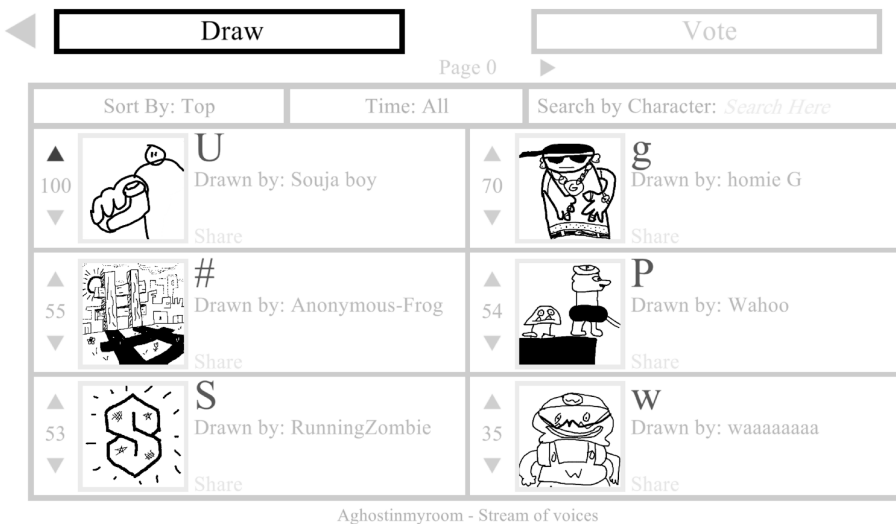 Draw
Vote
Page 0
Sort By: Top
Time: All
Search by Character: Search Here
100
U
Drawn by: Souja boy
Share
70
g
Drawn by: homie G
Share
55
#
Drawn by: Anonymous-Frog
Share
54
P
Drawn by: Wahoo
Share
53
S
Drawn by: RunningZombie
Share
35
w
Drawn by: waaaaaaaa
W
Share
Aghostinmyroom - Stream of voices